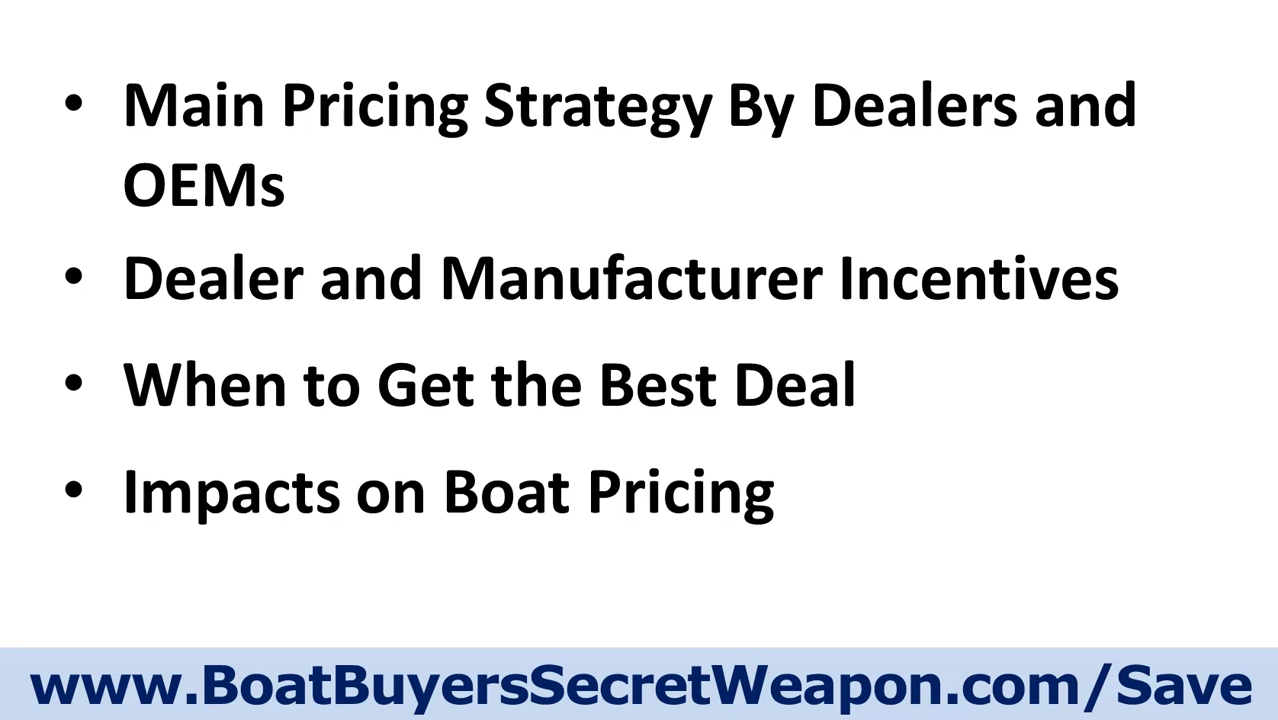 • Main Pricing Strategy By Dealers and
OEMs
• Dealer and Manufacturer Incentives
• When to Get the Best Deal
• Impacts on Boat Pricing
www.BoatBuyersSecretWeapon.com/Save